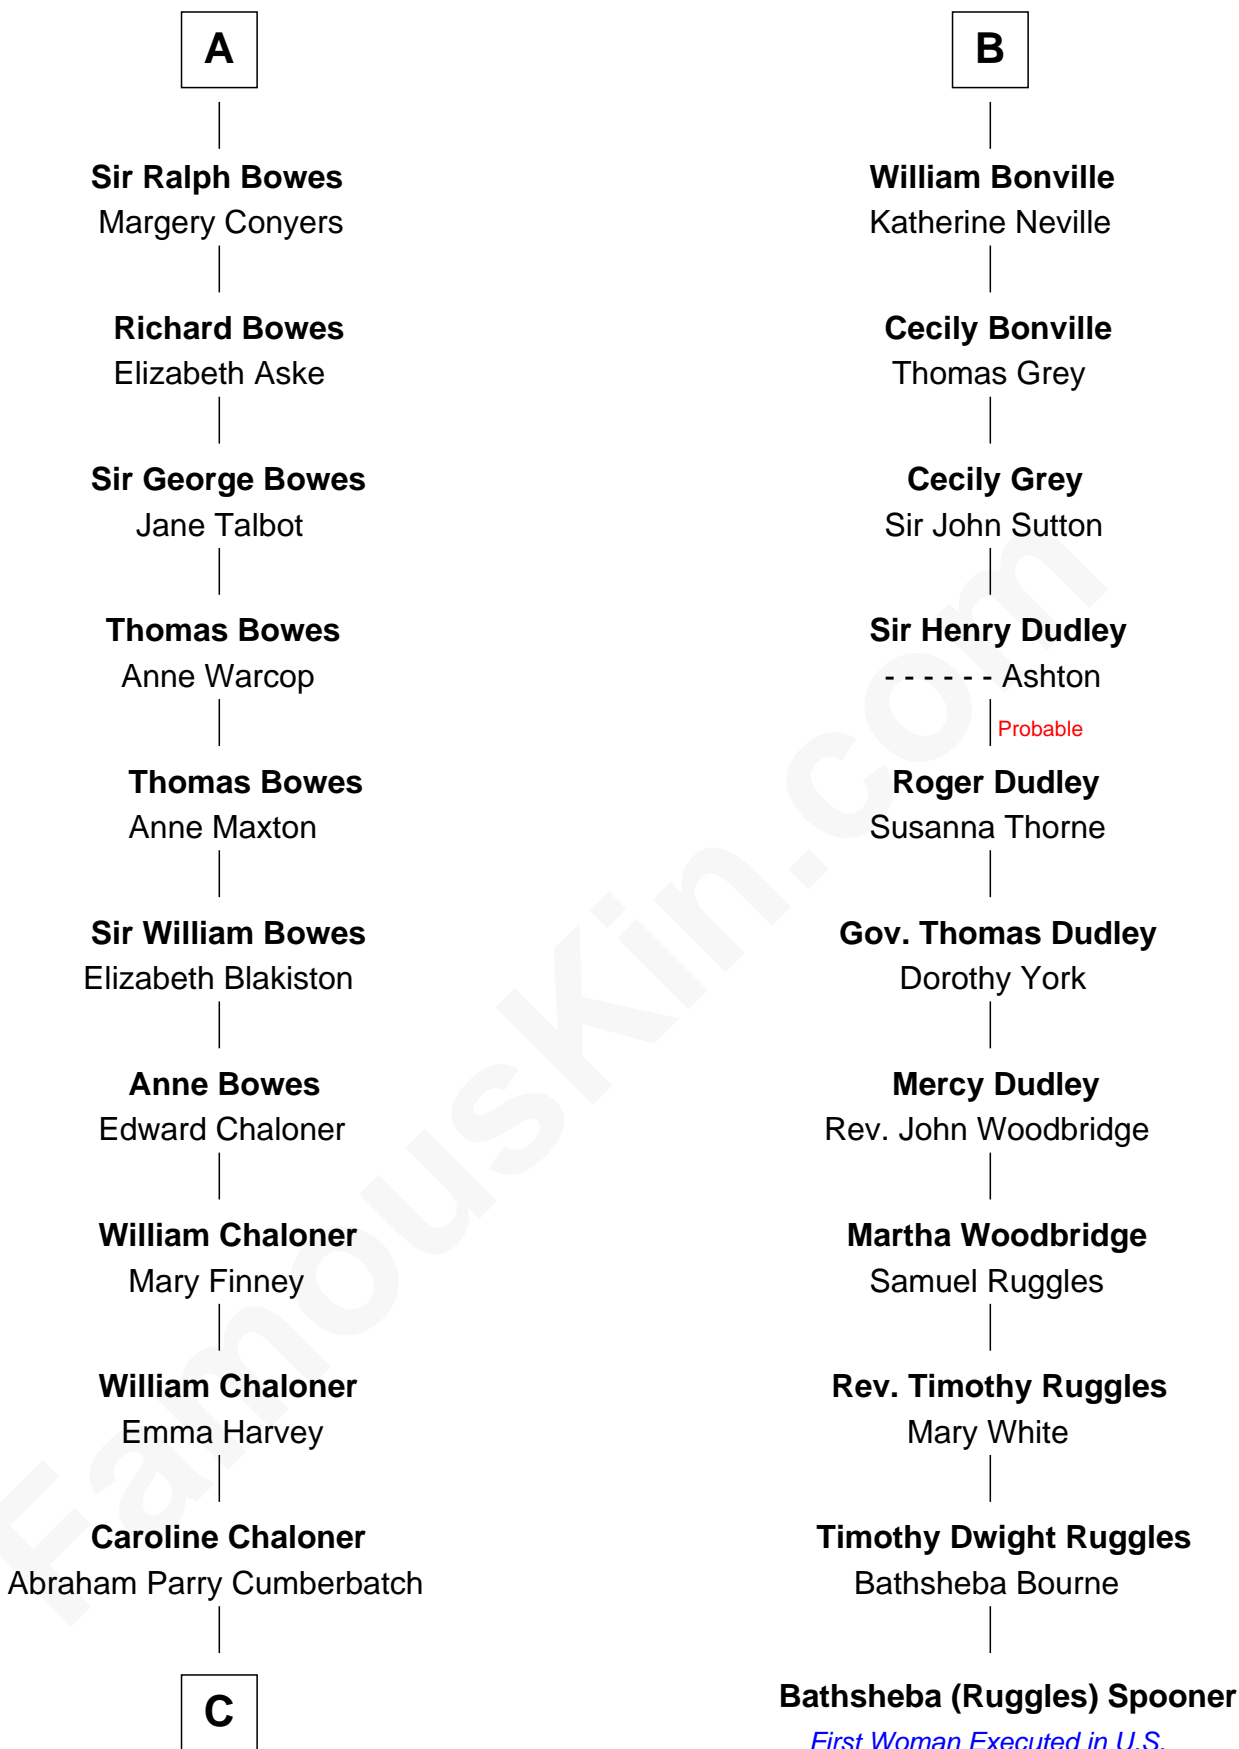 A
Sir Ralph Bowes
Margery Conyers
Richard Bowes
Elizabeth Aske
Sir George Bowes
Jane Talbot
Thomas Bowes
Anne Warcop
Thomas Bowes
Anne Maxton
Sir William Bowes
Elizabeth Blakiston
Anne Bowes
Edward Chaloner
William Chaloner
Mary Finney
William Chaloner
Emma Harvey
Caroline Chaloner
Abraham Parry Cumberbatch
C
B
William Bonville
Katherine Neville
Cecily Bonville
Thomas Grey
Cecily Grey
Sir John Sutton
Sir Henry Dudley
- - - - - - Ashton
Probable
Roger Dudley
Susanna Thorne
Gov. Thomas Dudley
Dorothy York
Mercy Dudley
Rev. John Woodbridge
Martha Woodbridge
Samuel Ruggles
Rev. Timothy Ruggles
Mary White
Timothy Dwight Ruggles
Bathsheba Bourne
Bathsheba (Ruggles) Spooner
First Woman Executed in U.S.
FamousKin.com